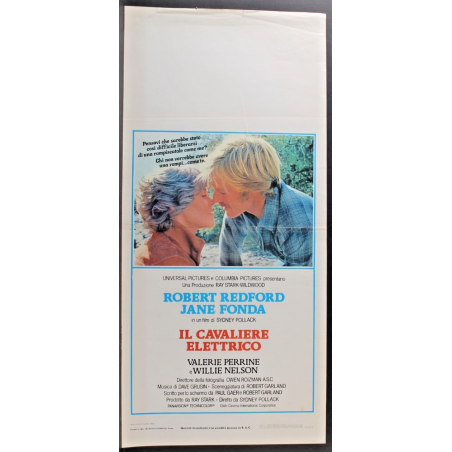 Pensavi che sarebbe stato
così difficile liberarsi
di una rompiscatole come me?
Chi non vorrebbe avere
una rompi...come te.
UNIVERSAL PICTURES e COLUMBIA PICTURES presentano
Una Produzione RAY STARK-WILDWOOD
ROBERT REDFORD
JANE FONDA
in un film di SYDNEY POLLACK
IL CAVALIERE
ELETTRICO
VALERIE PERRINE
e WILLIE NELSON
Direttore della fotografia OWEN ROIZMAN A.S.C.
Musica di DAVE GRUSIN - Sceneggiatura di ROBERT GARLAND
Scritto per lo schermo da PAUL GAER e ROBERT GARLAND
Prodotto da RAY STARK - Diretto da SYDNEY POLLACK
PANAVISION® TECHNICOLOR®